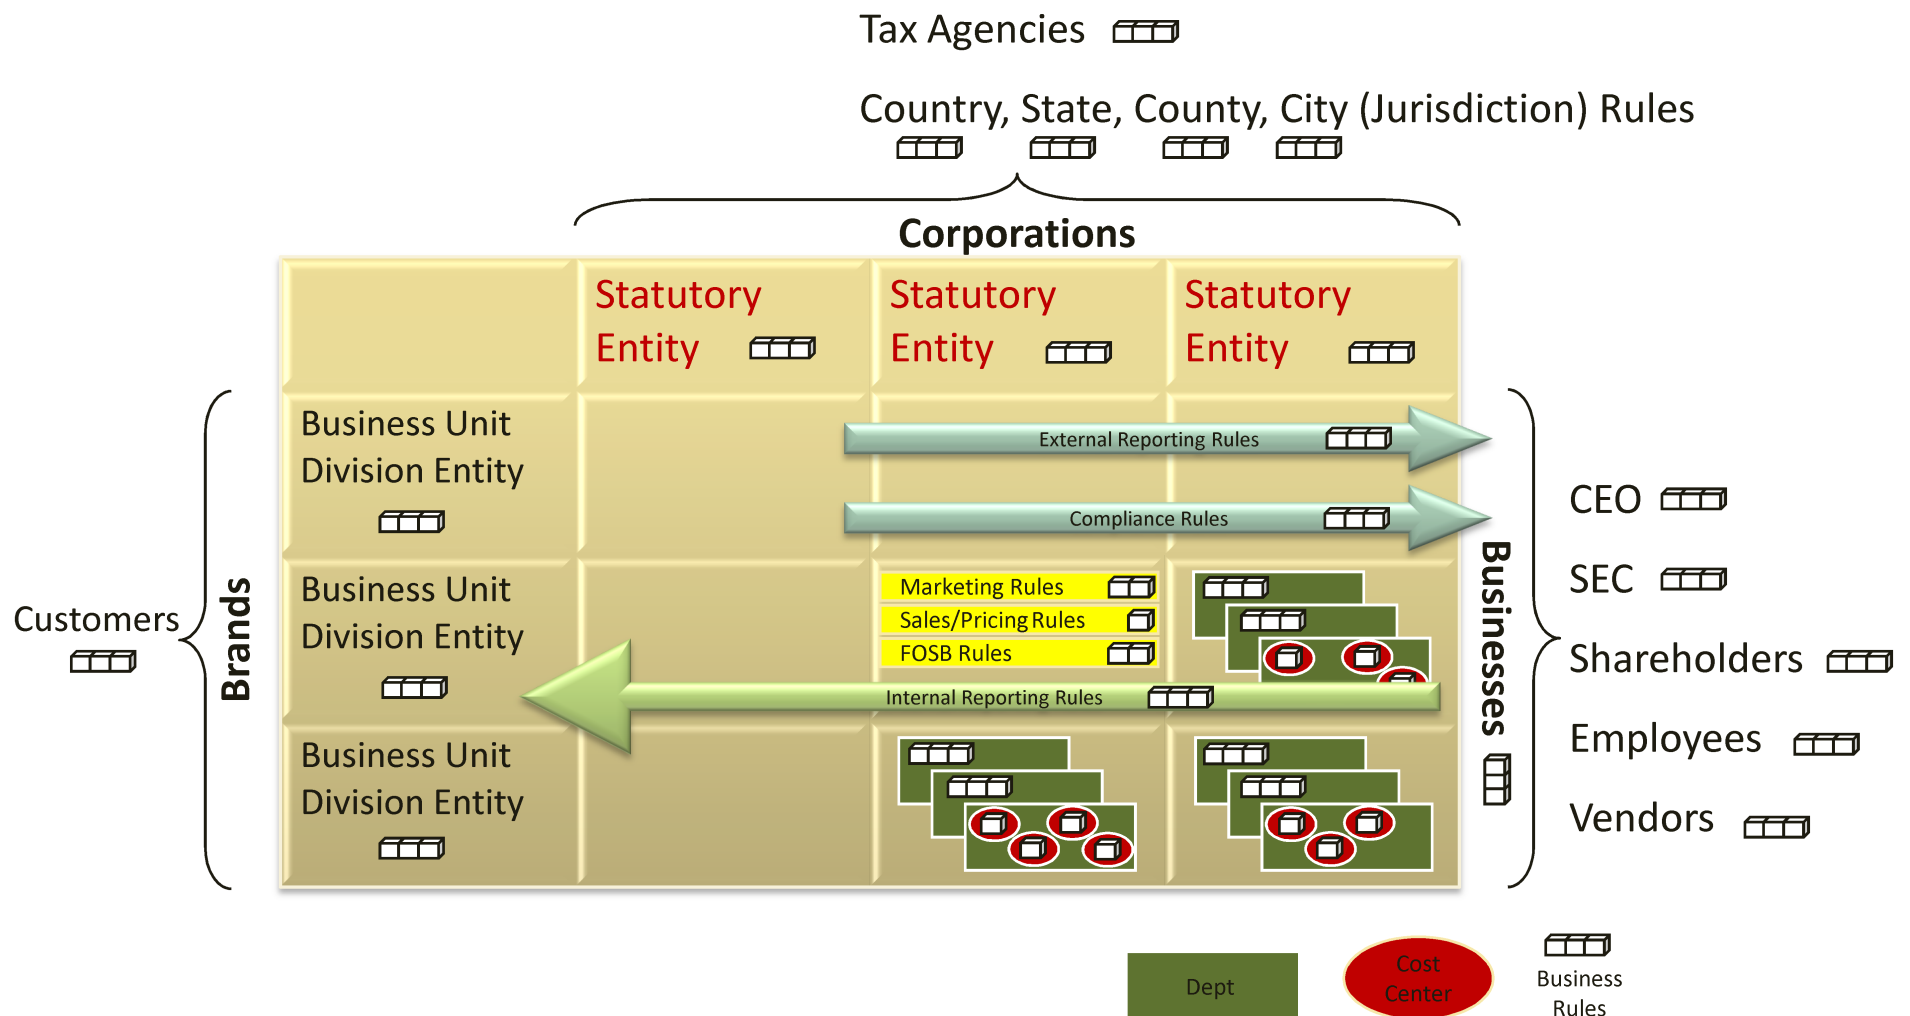 Tax Agencies
Country, State, County, City (Jurisdiction) Rules
Corporations
Statutory
Entity
Statutory
Entity
Statutory
Entity
Business Unit
Division Entity
External Reporting Rules
Compliance Rules
Customers
Brands
Business Unit
Division Entity
Marketing Rules
Sales/Pricing Rules
FOSB Rules
Internal Reporting Rules
Business Unit
Division Entity
Businesses
CEO
SEC
Shareholders
Employees
Vendors
Dept
Cost
Center
Business
Rules